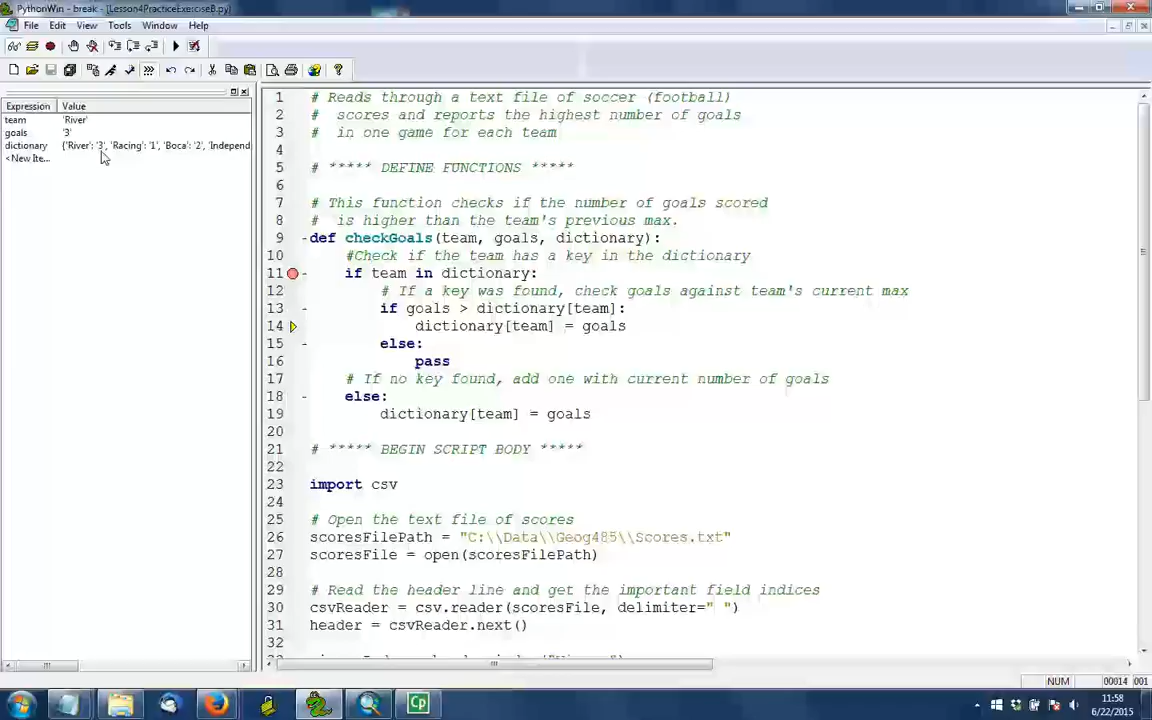 PythonWin - break - [Lesson4PracticeExerciseB.py]
File Edit View Tools Window Help
Expression Value
team 'River'
goals '3'
dictionary {'River': '3', 'Racing': '1', 'Boca': '2', 'Independ
<New Ite...
1 # Reads through a text file of soccer (football)
2 # scores and reports the highest number of goals
3 # in one game for each team
4
5 # ***** DEFINE FUNCTIONS *****
6
7 # This function checks if the number of goals scored
8 # is higher than the team's previous max.
9 def checkGoals(team, goals, dictionary):
10 #Check if the team has a key in the dictionary
11 if team in dictionary:
12 # If a key was found, check goals against team's current max
13 if goals > dictionary[team]:
14 dictionary[team] = goals
15 else:
16 pass
17 # If no key found, add one with current number of goals
18 else:
19 dictionary[team] = goals
20
21 # ***** BEGIN SCRIPT BODY *****
22
23 import csv
24
25 # Open the text file of scores
26 scoresFilePath = "C:\\Data\\Geog485\\Scores.txt"
27 scoresFile = open(scoresFilePath)
28
29 # Read the header line and get the important field indices
30 csvReader = csv.reader(scoresFile, delimiter=" ")
31 header = csvReader.next()
32
NUM 00014 001
Cp
11:58
6/22/2015